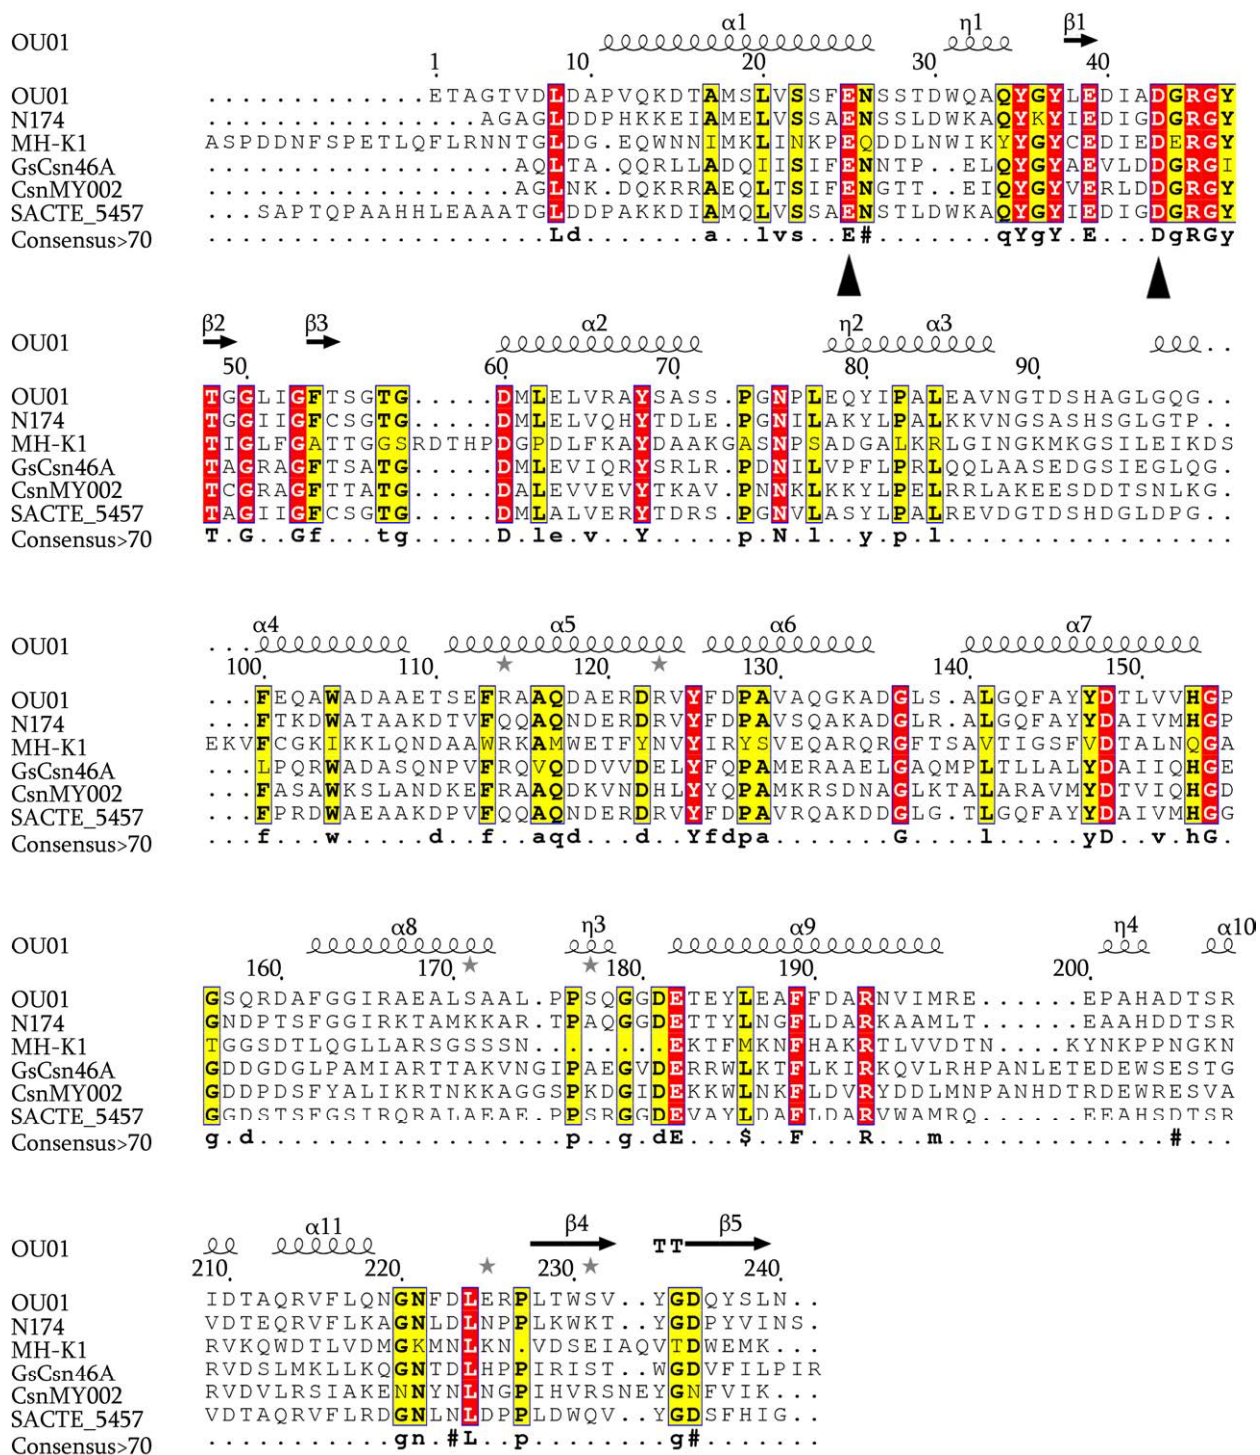 OU01 α1 η1 β1
1 10 20 30 40
OU01 ..............ETAGTVDLDAPVQKDTAMSLVSSFENSSTDWQAQYGYLEDIADGRGY
N174 .................AGAGLDDPHKKEIAMELVSSAENSSLDWKAQYKYIEDIGDGRGY
MH-K1 ASPDDNFSPETLQFLRNNTGLDG.EQWNNIMKLINKPEQDDLNWIKYYGYCEDIEDERGY
GsCsn46A ..................AQLTA.QQRLLADQIISIFENNTP..ELQYGYAEVLDDGRGI
CsnMY002 ..................AGLNK.DQKRRAEQLTSIFENGTT..EIQYGYVERLDDGRGY
SACTE_5457 ...SAPTQPAAHHLEAAATGLDDPAKKDIAMQLVSSAENSTLDWKAQYGYIEDIGDGRGY
Consensus>70 ....................Ld.......a..lvs..E#.......qYgY.E...DgRGy
OU01 β2 β3 α2 η2 α3
50 60 70 80 90
OU01 TGGLIGFTSGTG.....DMLELVRAYSASS.PGNPLEQYIPALEAVNGTDSHAGLGQG.
N174 TGGIIGFCSGTG.....DMLELVQHYTDLE.PGNILAKYLPALKKVNGSASHSGLGTP..
MH-K1 TIGLFGATTGGSRDTHPDGPDLFKAYDAAKGASNPSADGALKRLGINGKMKGSILEIKDS
GsCsn46A TAGRAGFTSATG.....DMLEVIQRYSRLR.PDNILVPFLPRLQQLAASEDGSIEGLQG.
CsnMY002 TCGRAGFTTATG.....DALEVVEVYTKAV.PNNKLKKYLPELRRLAKEESDDTSNLKG.
SACTE_5457 TAGIIGFCSGTG.....DMLALVERYTDRS.PGNVLASYLPALREVDGTDSHDGLDPG..
Consensus>70 T.G..Gf...tg.....D.le.v..Y.....p.N.l..y.p.l.................
OU01 α4 α5 α6 α7
100 110 120 130 140 150
OU01 ...FEQAWADAAETSEFRAAQDAERDRVYFDPAVAQGKADGLS.ALGQFAYYDTLVVHGP
N174 ...FTKDWATAAKDTVFQQAQNDERDRVYFDPAVSQAKADGLR.ALGQFAYYDAIVMHGP
MH-K1 EKVFCGKIKKLQNDAAWRKAMWETFYNVYIRYSVEQARQRGFTSAVTIGSFVDTALNQGA
GsCsn46A ...LPQRWADASQNPVFRQVQDDVVDELYFQPAMERAAELGAQMPLTLLALYDAIIQHGE
CsnMY002 ...FASAWKSLANDKEFRAAQDKVNDHLYYQPAMKRSDNAGLKTALARAVMYDTVIQHGD
SACTE_5457 ...FPRDWAEAAKDPVFQQAQNDERDRVYFDPAVRQAKDDGLG.TLGQFAYYDAIVMHGG
Consensus>70 ...f...w.....d..f..aqd...d..Yfdpa.......G....l.....yD..v.hG.
OU01 α8 η3 α9 η4 α10
160 170 180 190 200
OU01 GSQRDAFGGIRAEALSAAL.PPSQGGDETEYLEAFFDARNVIMRE......EPAHADTSR
N174 GNDPTSFGGIRKTAMKKAR.TPAQGGDETTYLNGFLDARKAAMLT......EAAHDDTSR
MH-K1 TGGSDTLQGLLARSGSSSN.......EKTFMKNFHAKRTLVVDTN.....KYNKPPNGKN
GsCsn46A GDDGDGLPAMIARTTAKVNGIPAEGVDERRWLKTFLKIRKQVLRHPANLETEDEWSESTG
CsnMY002 GDDPDSFYALIKRTNKKAGGSPKDGIDEKKWLNKFLDVRYDDLMNPANHDTRDEWRESVA
SACTE_5457 GGDSTSFGSIRQRALAEAE.PPSRGGDEVAYLDAFLDARVWAMRQ......EEAHSDTSR
Consensus>70 g.d..................p..g.dE...$..F...R...m.............#...
OU01 α11 β4 TT β5
210 220 230 240
OU01 IDTAQRVFLQNGNFDLERPLTWSV..YGDQYSLN..
N174 VDTEQRVFLKAGNLDLNPPLKWKT..YGDPYVINS.
MH-K1 RVKQWDTLVDMGKMNLKN.VDSEIAQVTDWEMK...
GsCsn46A RVDSLMKLLKQGNTDLHPPIRIST..WGDVFILPIR
CsnMY002 RVDVLRSIAKENNYNLNGPIHVRSNEYGNFVIK...
SACTE_5457 VDTAQRVFLRDGNLNLDPPLDWQV..YGDSFHIG..
Consensus>70 ...........gn.#L..p........g#.......